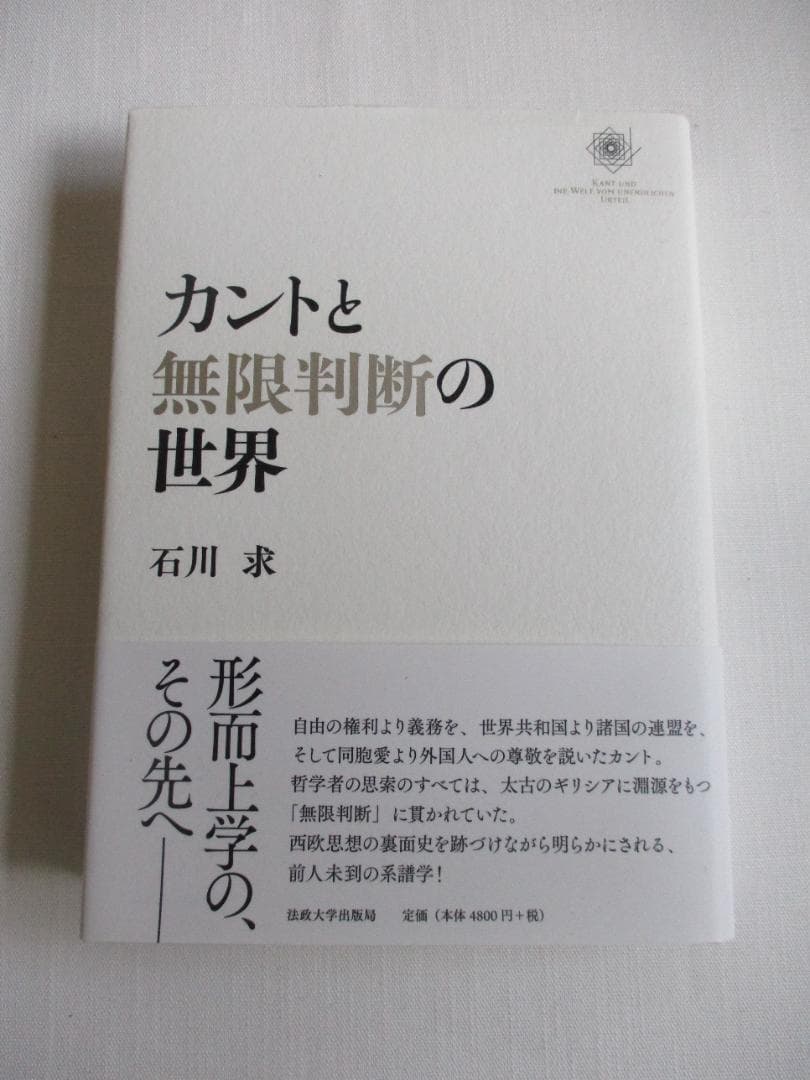 KANT UND
DIE WELT VOM UNENDLICHEN
URTEIL
カントと
無限判断の
世界
石川 求
形而上学の、
その先へ──
自由の権利より義務を、世界共和国より諸国の連盟を、
そして同胞愛より外国人への尊敬を説いたカント。
哲学者の思索のすべては、太古のギリシアに淵源をもつ
「無限判断」に貫かれていた。
西欧思想の裏面史を跡づけながら明らかにされる、
前人未到の系譜学！
法政大学出版局 定価（本体 4800 円＋税）